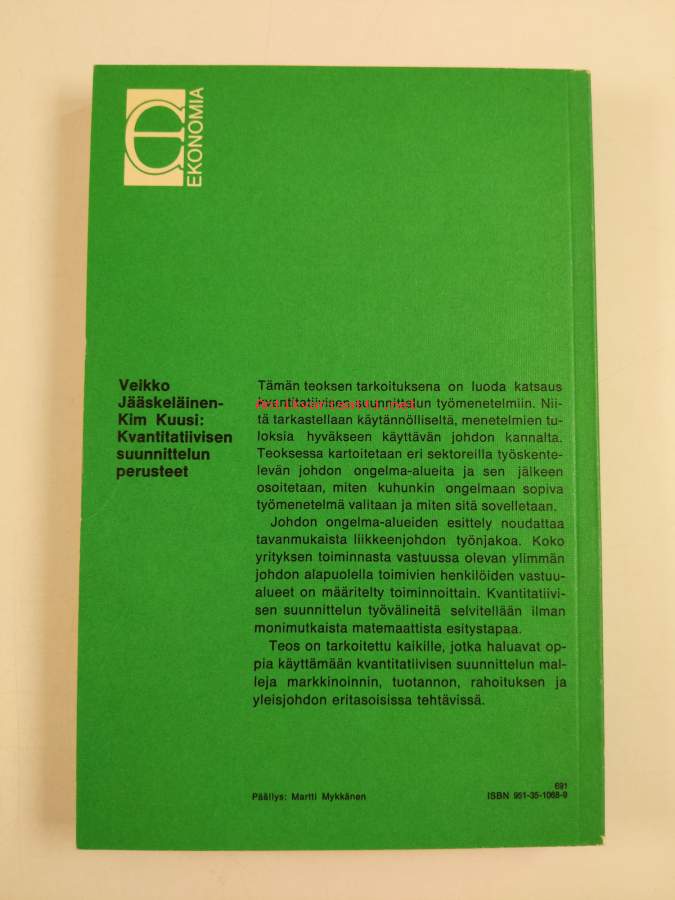 EKONOMIA
Veikko
Jääskeläinen-
Kim Kuusi:
Kvantitatiivisen
suunnittelun
perusteet
Tämän teoksen tarkoituksena on luoda katsaus
kvantitatiivisen suunnittelun työmenetelmiin. Nii-
tä tarkastellaan käytännölliseltä, menetelmien tu-
loksia hyväkseen käyttävän johdon kannalta.
Teoksessa kartoitetaan eri sektoreilla työskente-
levän johdon ongelma-alueita ja sen jälkeen
osoitetaan, miten kuhunkin ongelmaan sopiva
työmenetelmä valitaan ja miten sitä sovelletaan.
Johdon ongelma-alueiden esittely noudattaa
tavanmukaista liikkeenjohdon työnjakoa. Koko
yrityksen toiminnasta vastuussa olevan ylimmän
johdon alapuolella toimivien henkilöiden vastuu-
alueet on määritelty toiminnoittain. Kvantitatiivi-
sen suunnittelun työvälineitä selvitellään ilman
monimutkaista matemaattista esitystapaa.
Teos on tarkoitettu kaikille, jotka haluavat op-
pia käyttämään kvantitatiivisen suunnittelun mal-
leja markkinoinnin, tuotannon, rahoituksen ja
yleisjohdon eritasoisissa tehtävissä.
Päällys: Martti Mykkänen
691
ISBN 951-35-1068-9